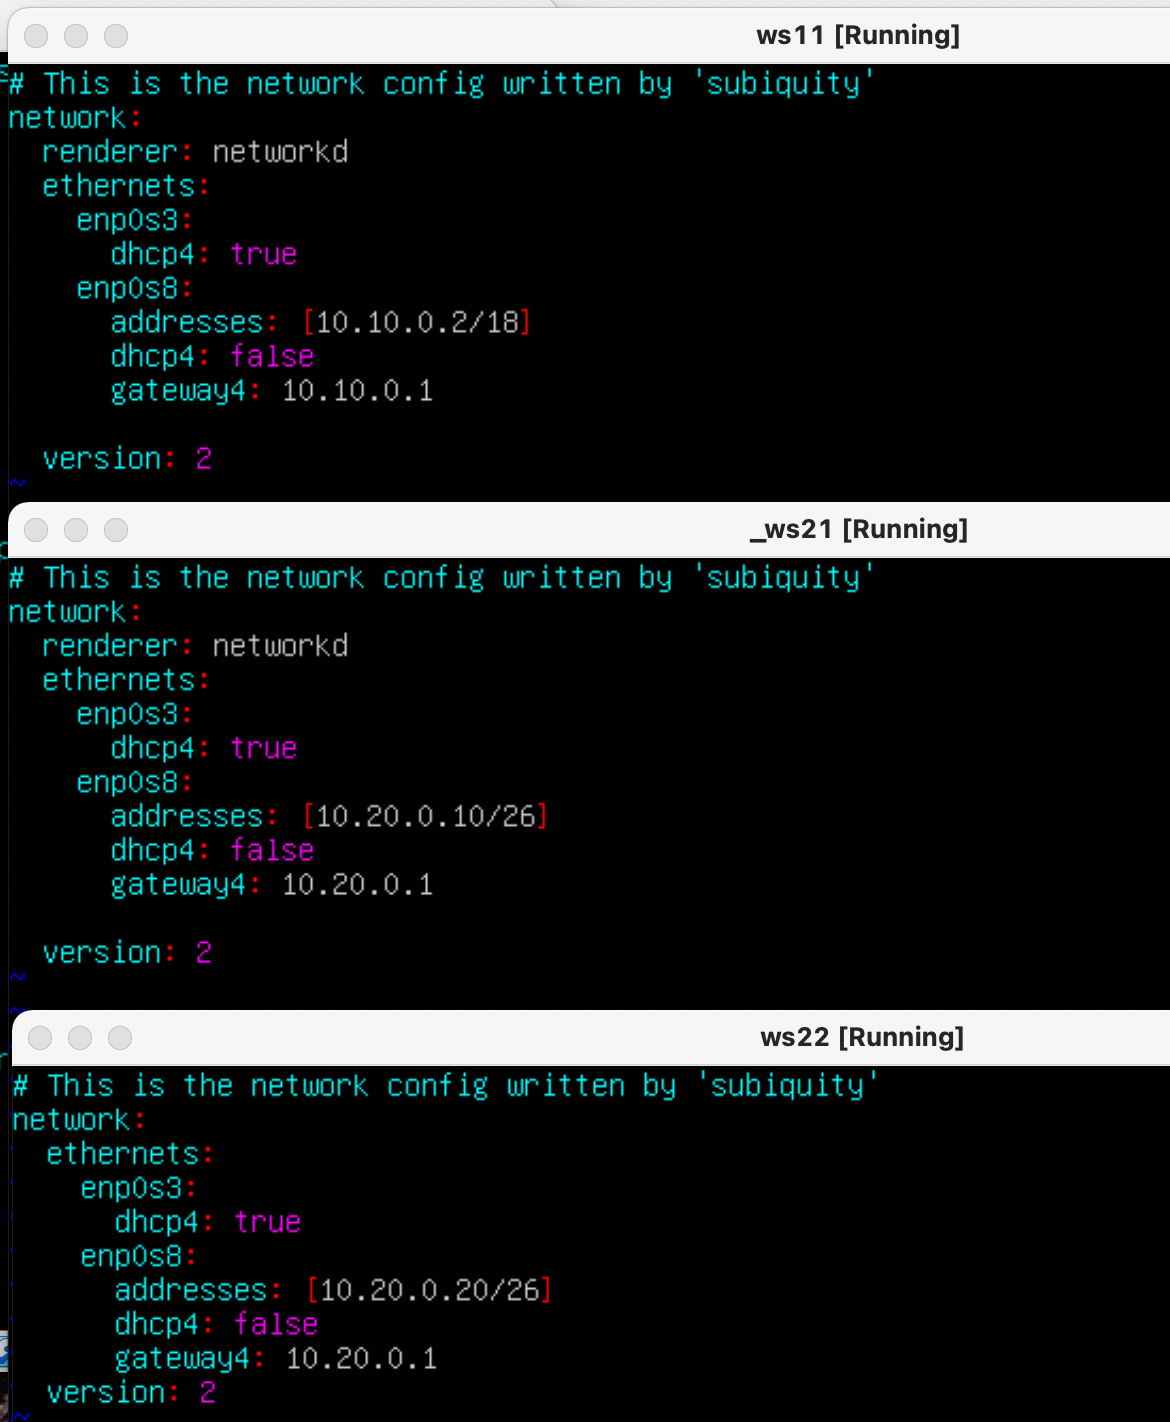 ws11 [Running]
# This is the network config written by 'subiquity'
network:
  renderer: networkd
  ethernets:
    enp0s3:
      dhcp4: true
    enp0s8:
      addresses: [10.10.0.2/18]
      dhcp4: false
      gateway4: 10.10.0.1
  version: 2
~
_ws21 [Running]
# This is the network config written by 'subiquity'
network:
  renderer: networkd
  ethernets:
    enp0s3:
      dhcp4: true
    enp0s8:
      addresses: [10.20.0.10/26]
      dhcp4: false
      gateway4: 10.20.0.1
  version: 2
~
~
ws22 [Running]
# This is the network config written by 'subiquity'
network:
  ethernets:
    enp0s3:
      dhcp4: true
    enp0s8:
      addresses: [10.20.0.20/26]
      dhcp4: false
      gateway4: 10.20.0.1
  version: 2
~